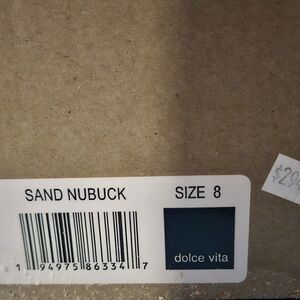 SAND NUBUCK SIZE 8
dolce vita
1 94975 86334 7